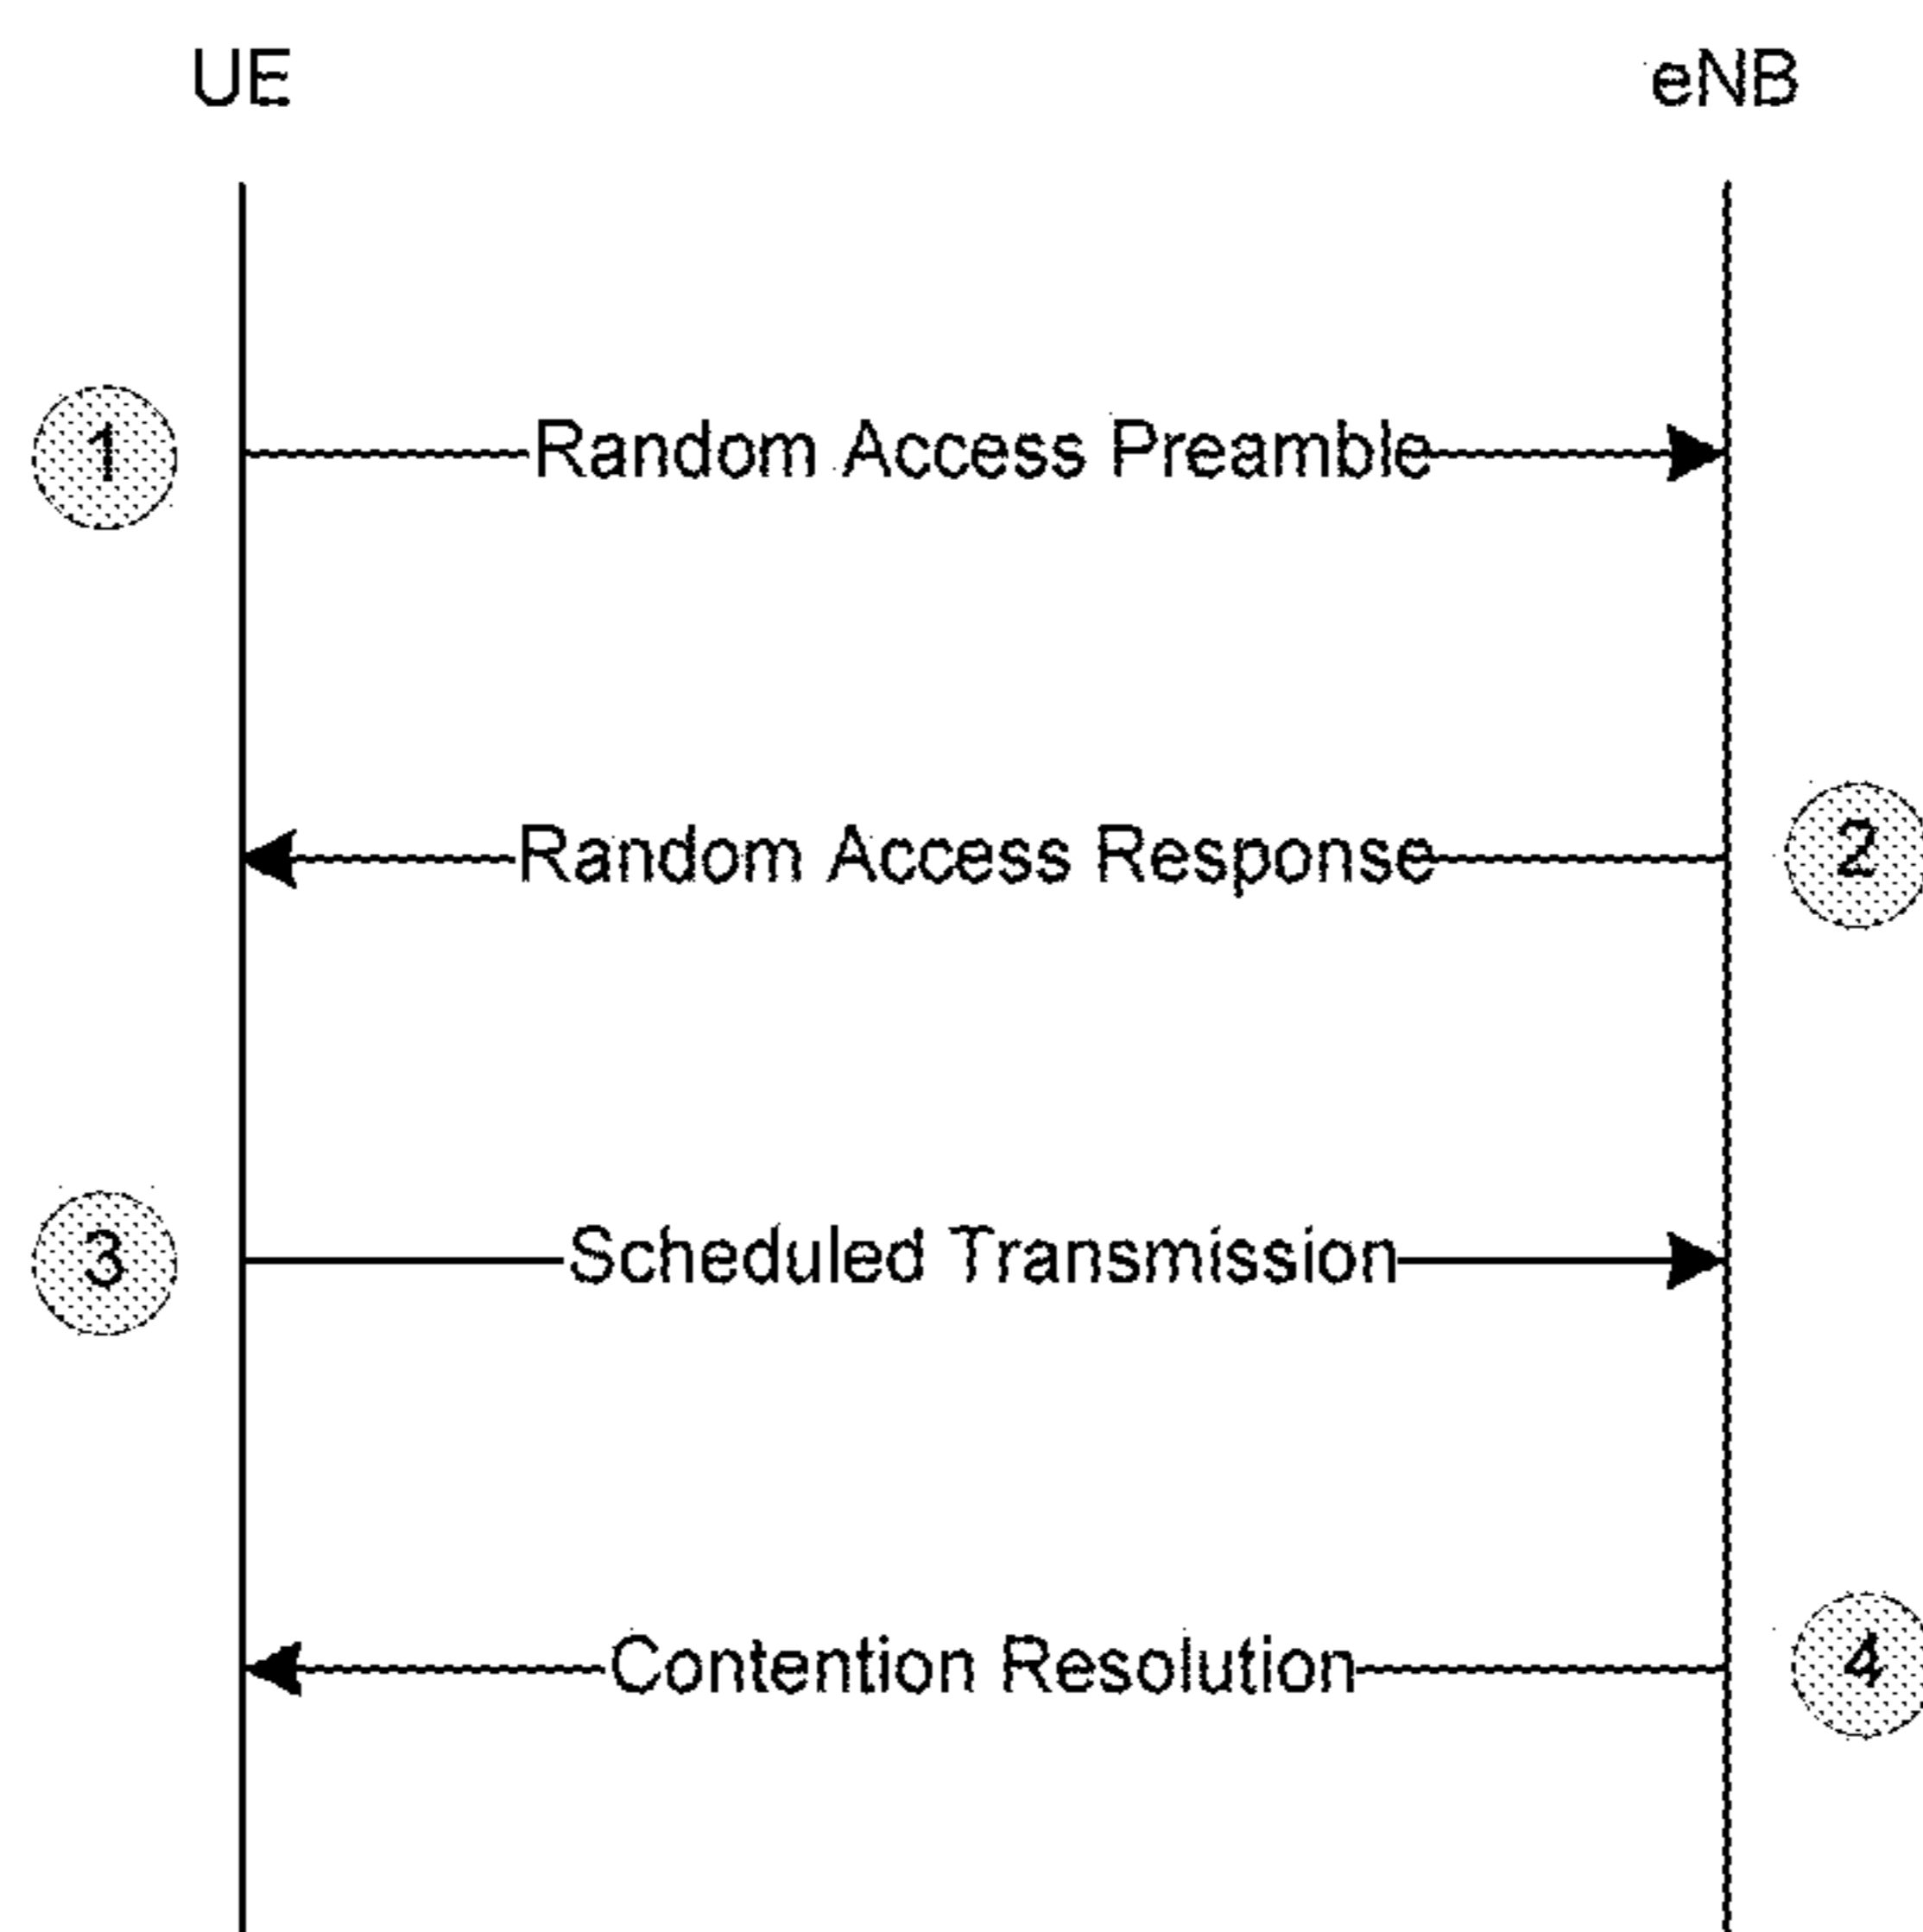 UE eNB
1 Random Access Preamble
Random Access Response 2
3 Scheduled Transmission
Contention Resolution 4